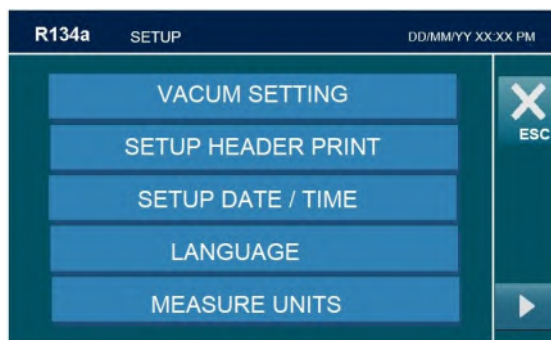 R134a SETUP DD/MM/YY XX:XX PM
VACUM SETTING
ESC
SETUP HEADER PRINT
SETUP DATE / TIME
LANGUAGE
MEASURE UNITS